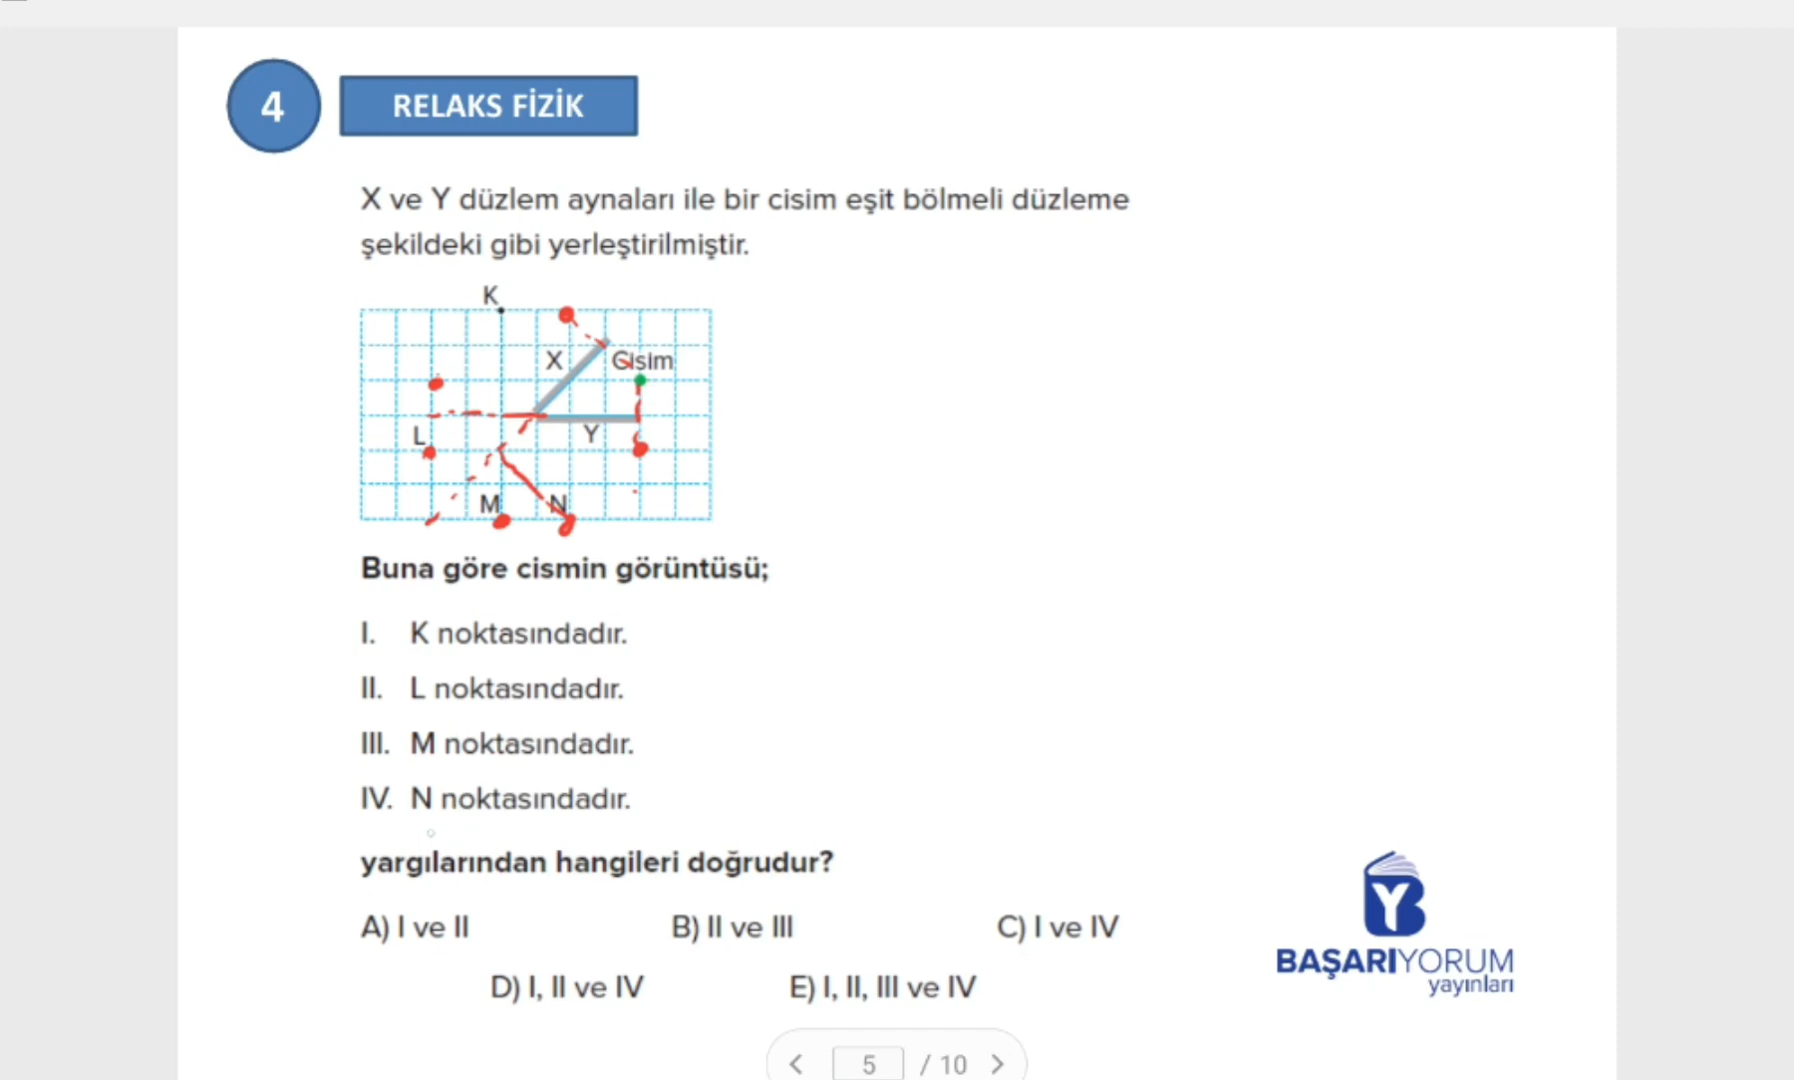 4
RELAKS FİZİK
X ve Y düzlem aynaları ile bir cisim eşit bölmeli düzleme
şekildeki gibi yerleştirilmiştir.
K
X
Cisim
L
Y
M
N
Buna göre cismin görüntüsü;
I. K noktasındadır.
II. L noktasındadır.
III. M noktasındadır.
IV. N noktasındadır.
yargılarından hangileri doğrudur?
A) I ve II B) II ve III C) I ve IV
D) I, II ve IV E) I, II, III ve IV
BAŞARIYORUM
yayınları
5 / 10